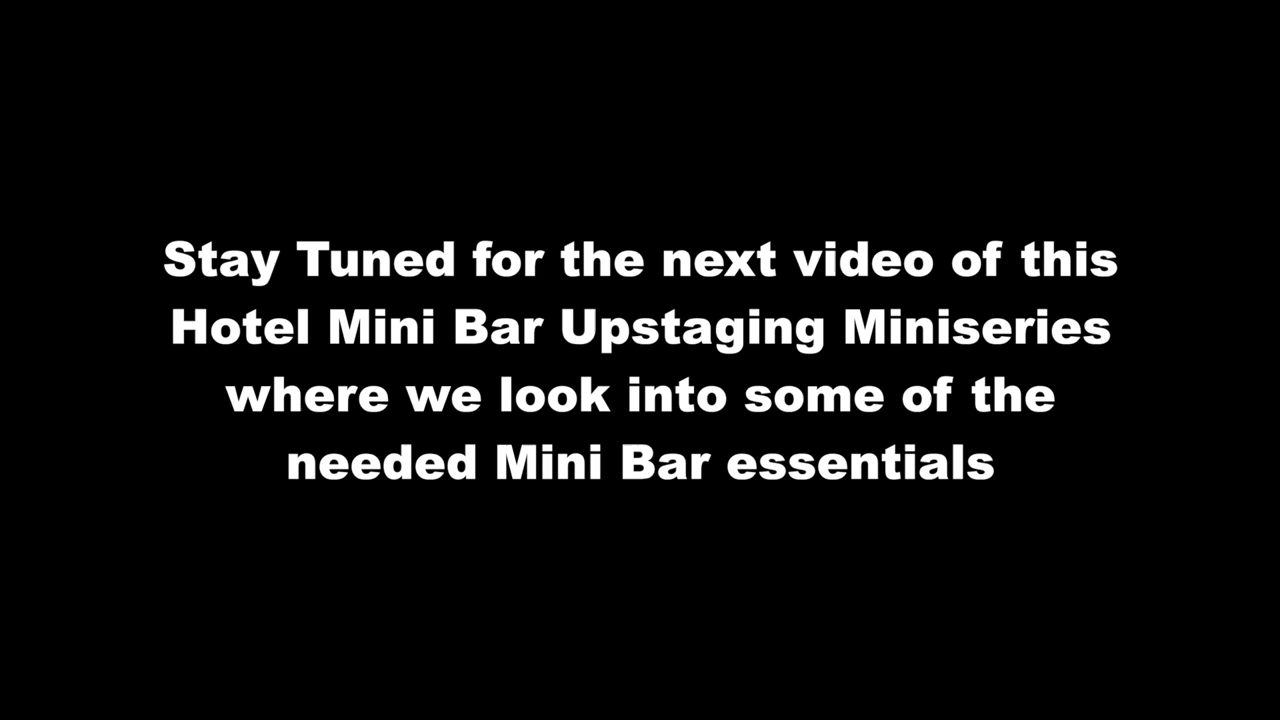 Stay Tuned for the next video of this
Hotel Mini Bar Upstaging Miniseries
where we look into some of the
needed Mini Bar essentials